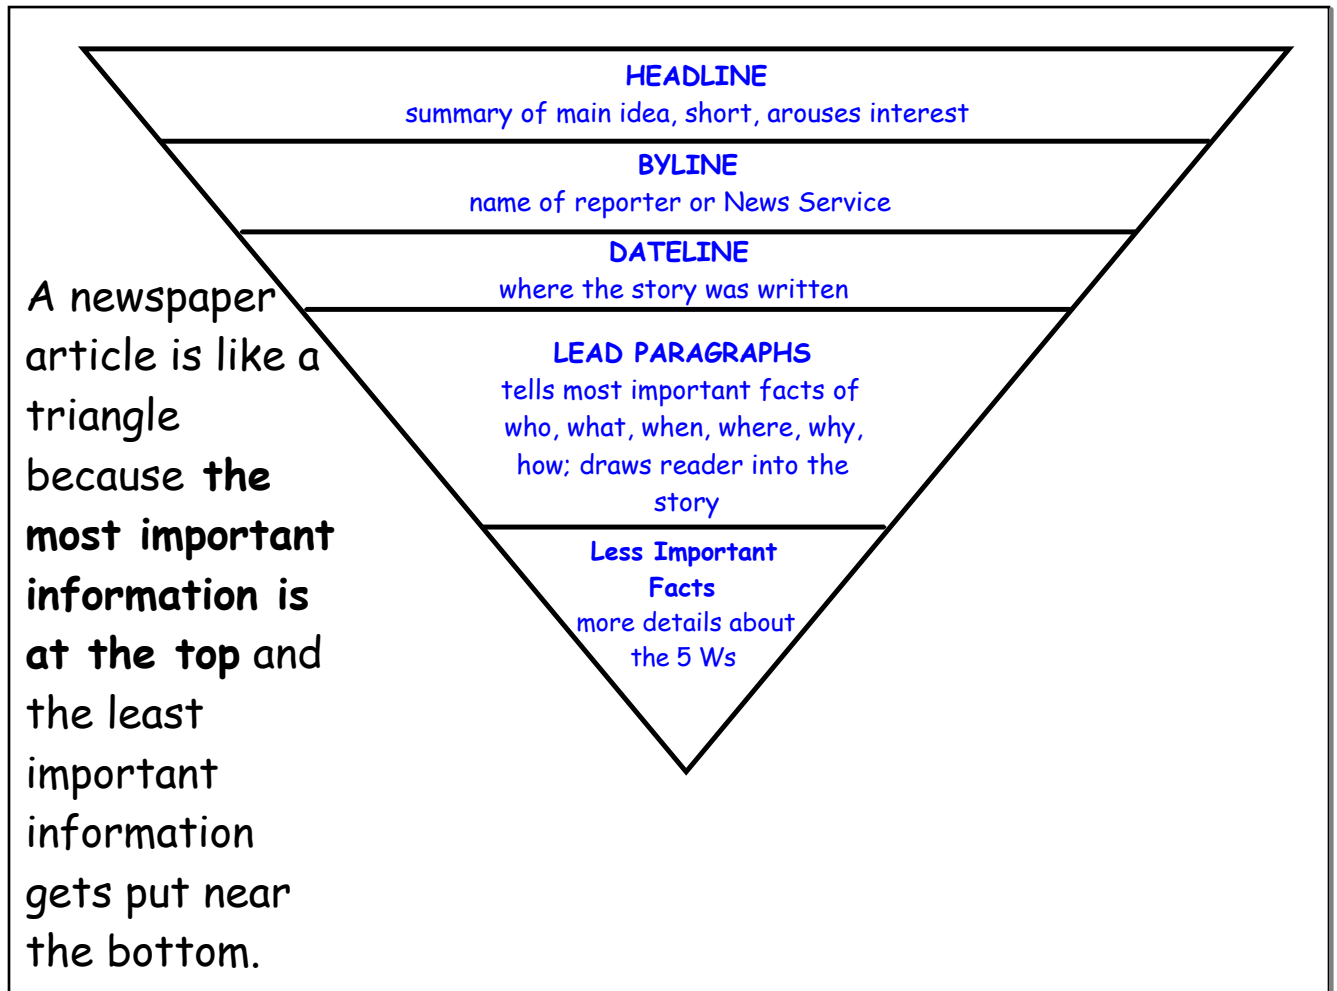 HEADLINE
summary of main idea, short, arouses interest
BYLINE
name of reporter or News Service
DATELINE
where the story was written
LEAD PARAGRAPHS
tells most important facts of
who, what, when, where, why,
how; draws reader into the
story
Less Important
Facts
more details about
the 5 Ws
A newspaper
article is like a
triangle
because the
most important
information is
at the top and
the least
important
information
gets put near
the bottom.